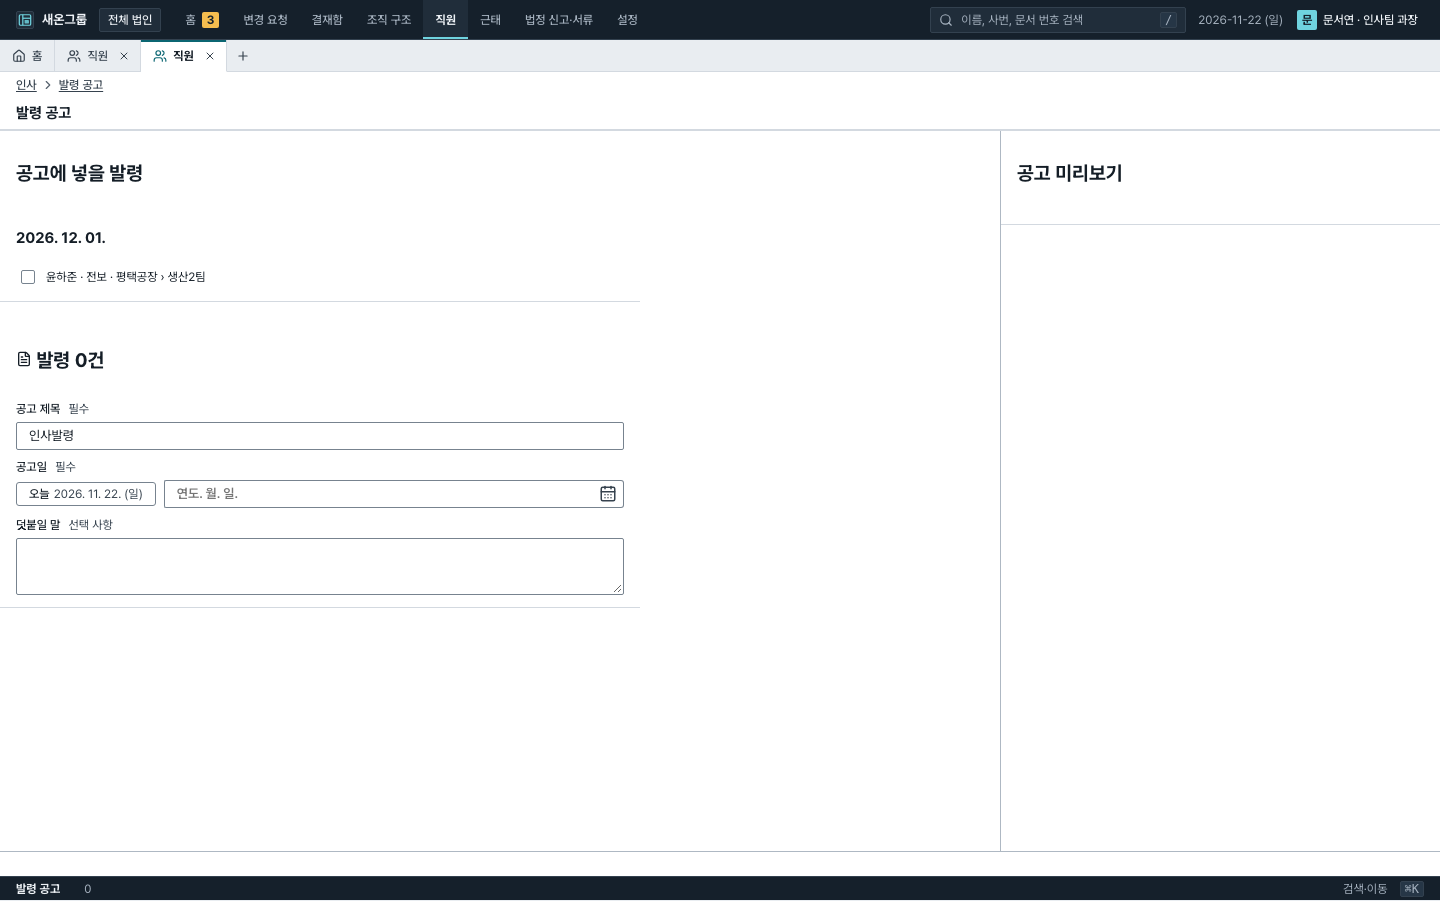 새온그룹 전체 법인 홈 3 변경 요청 결재함 조직 구조 직원 근태 법정 신고·서류 설정 이름, 사번, 문서 번호 검색 / 2026-11-22 (일) 문 문서연 · 인사팀 과장
홈 직원 직원
인사 발령 공고
발령 공고
공고에 넣을 발령
공고 미리보기
2026. 12. 01.
윤하준 · 전보 · 평택공장 › 생산2팀
발령 0건
공고 제목 필수
인사발령
공고일 필수
오늘 2026. 11. 22. (일) 연도. 월. 일.
덧붙일 말 선택 사항
발령 공고 0 검색·이동 ⌘K